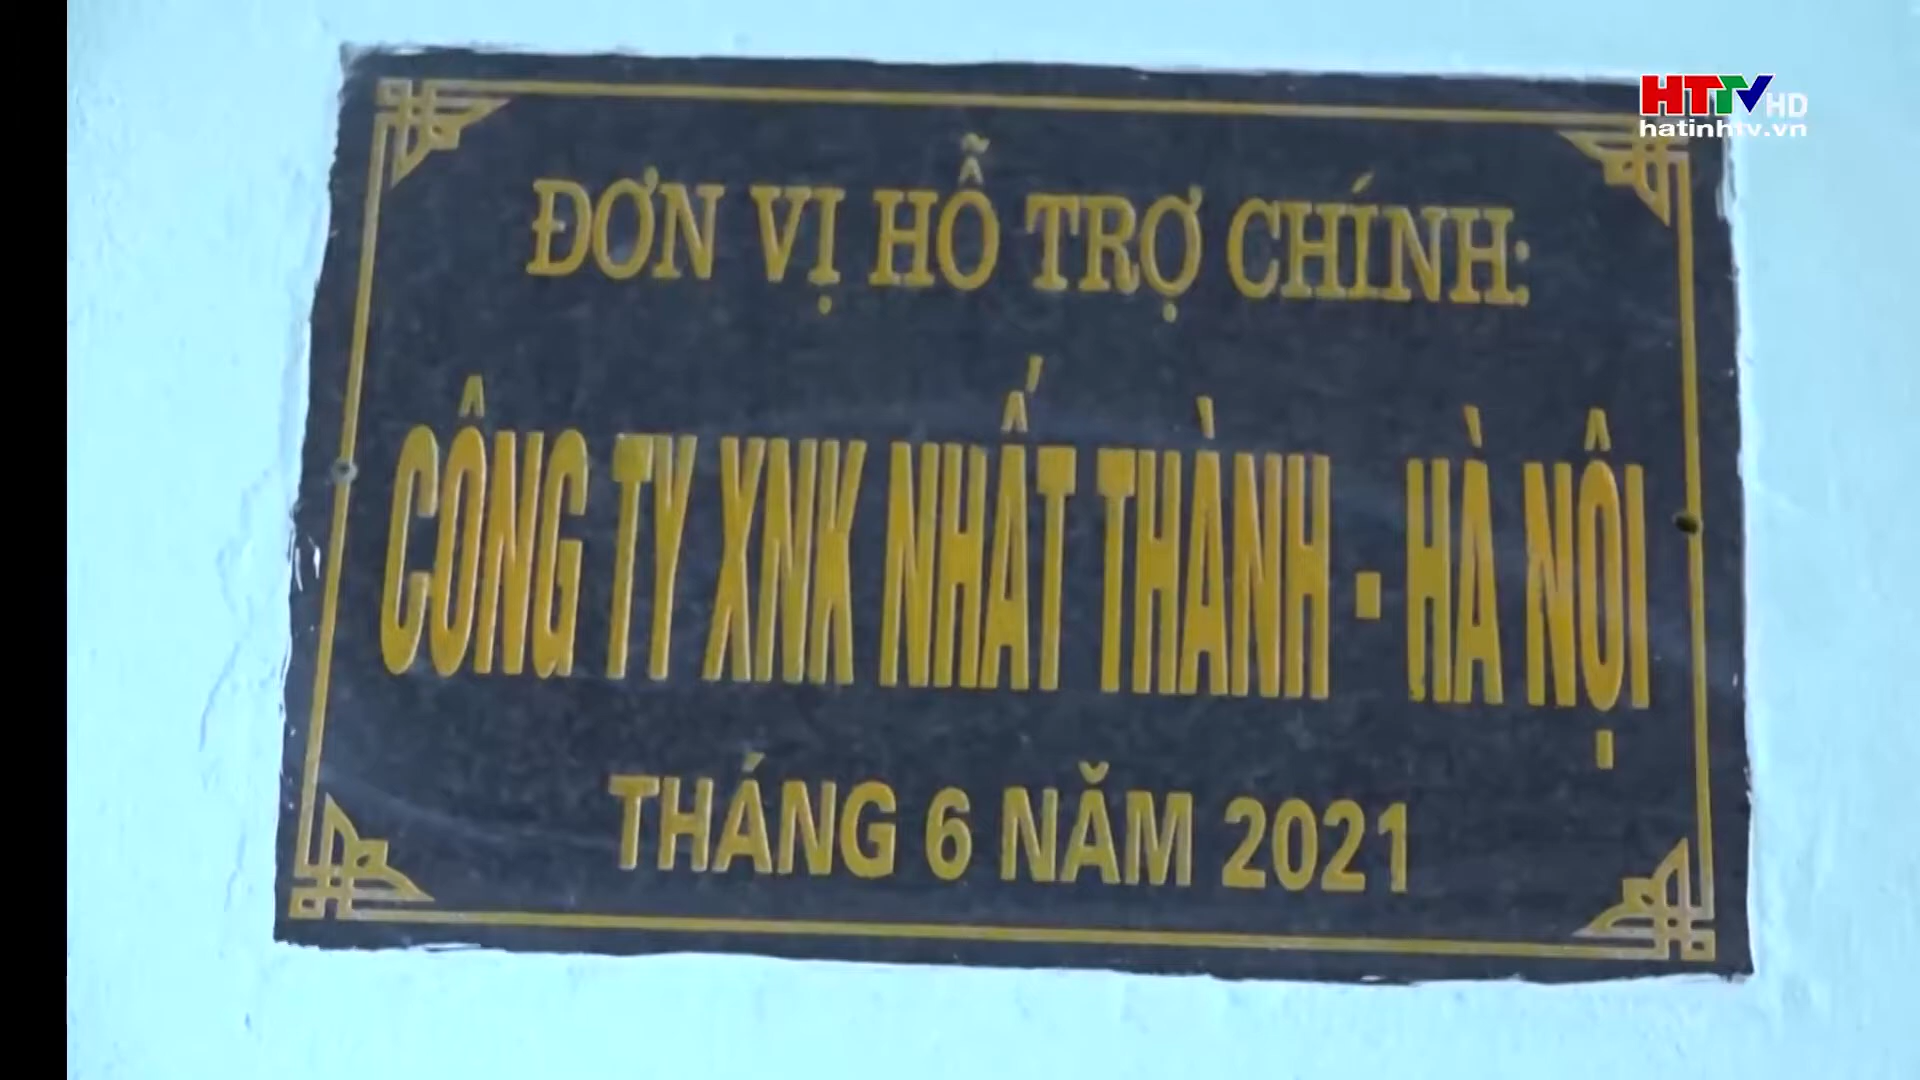 HTTV HD
hatinhtv.vn
ĐƠN VỊ HỖ TRỢ CHÍNH:
CÔNG TY XNK NHẤT THÀNH - HÀ NỘI
THÁNG 6 NĂM 2021